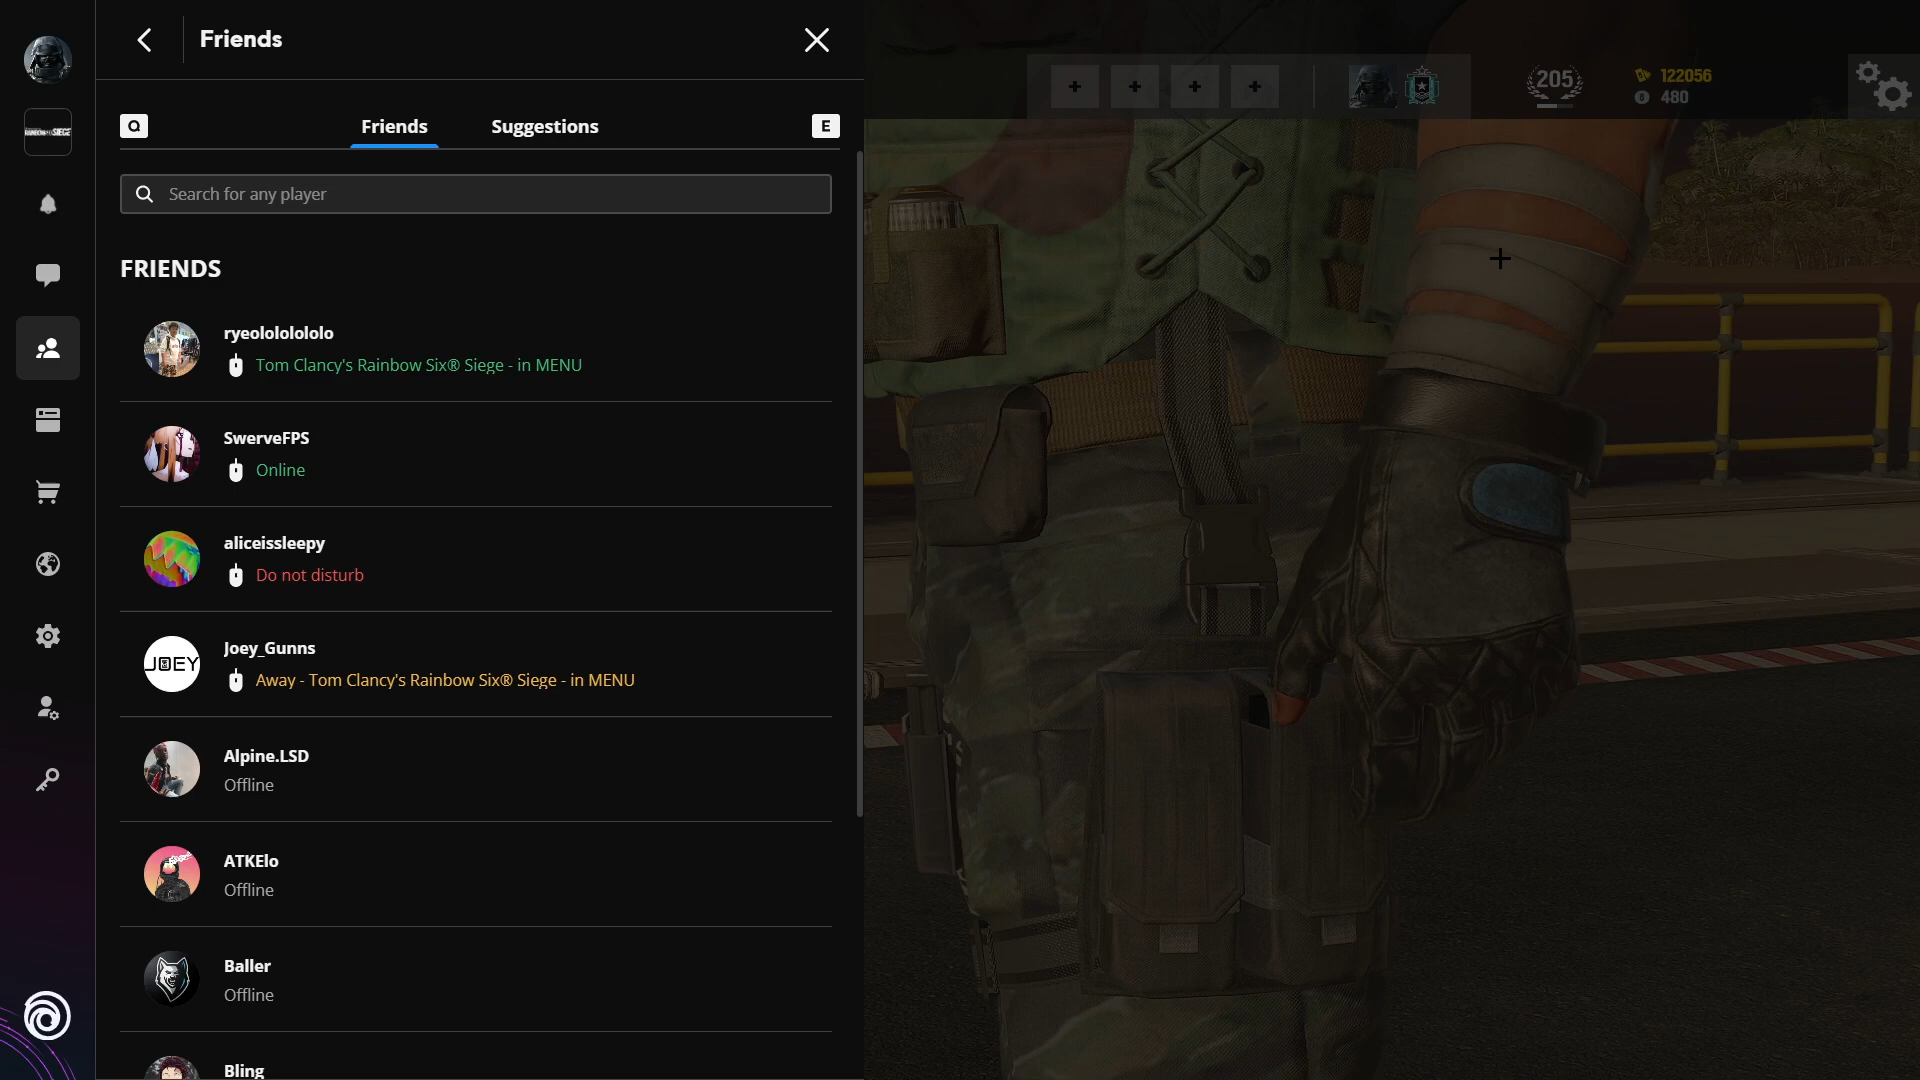 Friends
205
122056
480
Q
Friends
Suggestions
E
Search for any player
FRIENDS
ryeolololololo
Tom Clancy's Rainbow Six® Siege - in MENU
SwerveFPS
Online
aliceissleepy
Do not disturb
Joey_Gunns
JOEY
Away - Tom Clancy's Rainbow Six® Siege - in MENU
Alpine.LSD
Offline
ATKElo
Offline
Baller
Offline
Bling